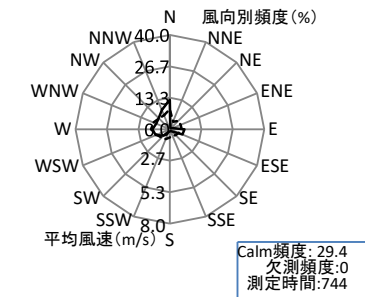 N 風向別頻度(%)
40.0
NNW NNE
NW 26.7 NE
WNW 13.3 ENE
W 0.0 E
WSW 2.7 ESE
SW 5.3 SE
SSW 8.0 SSE
平均風速(m/s) S
Calm頻度: 29.4
欠測頻度:0
測定時間:744